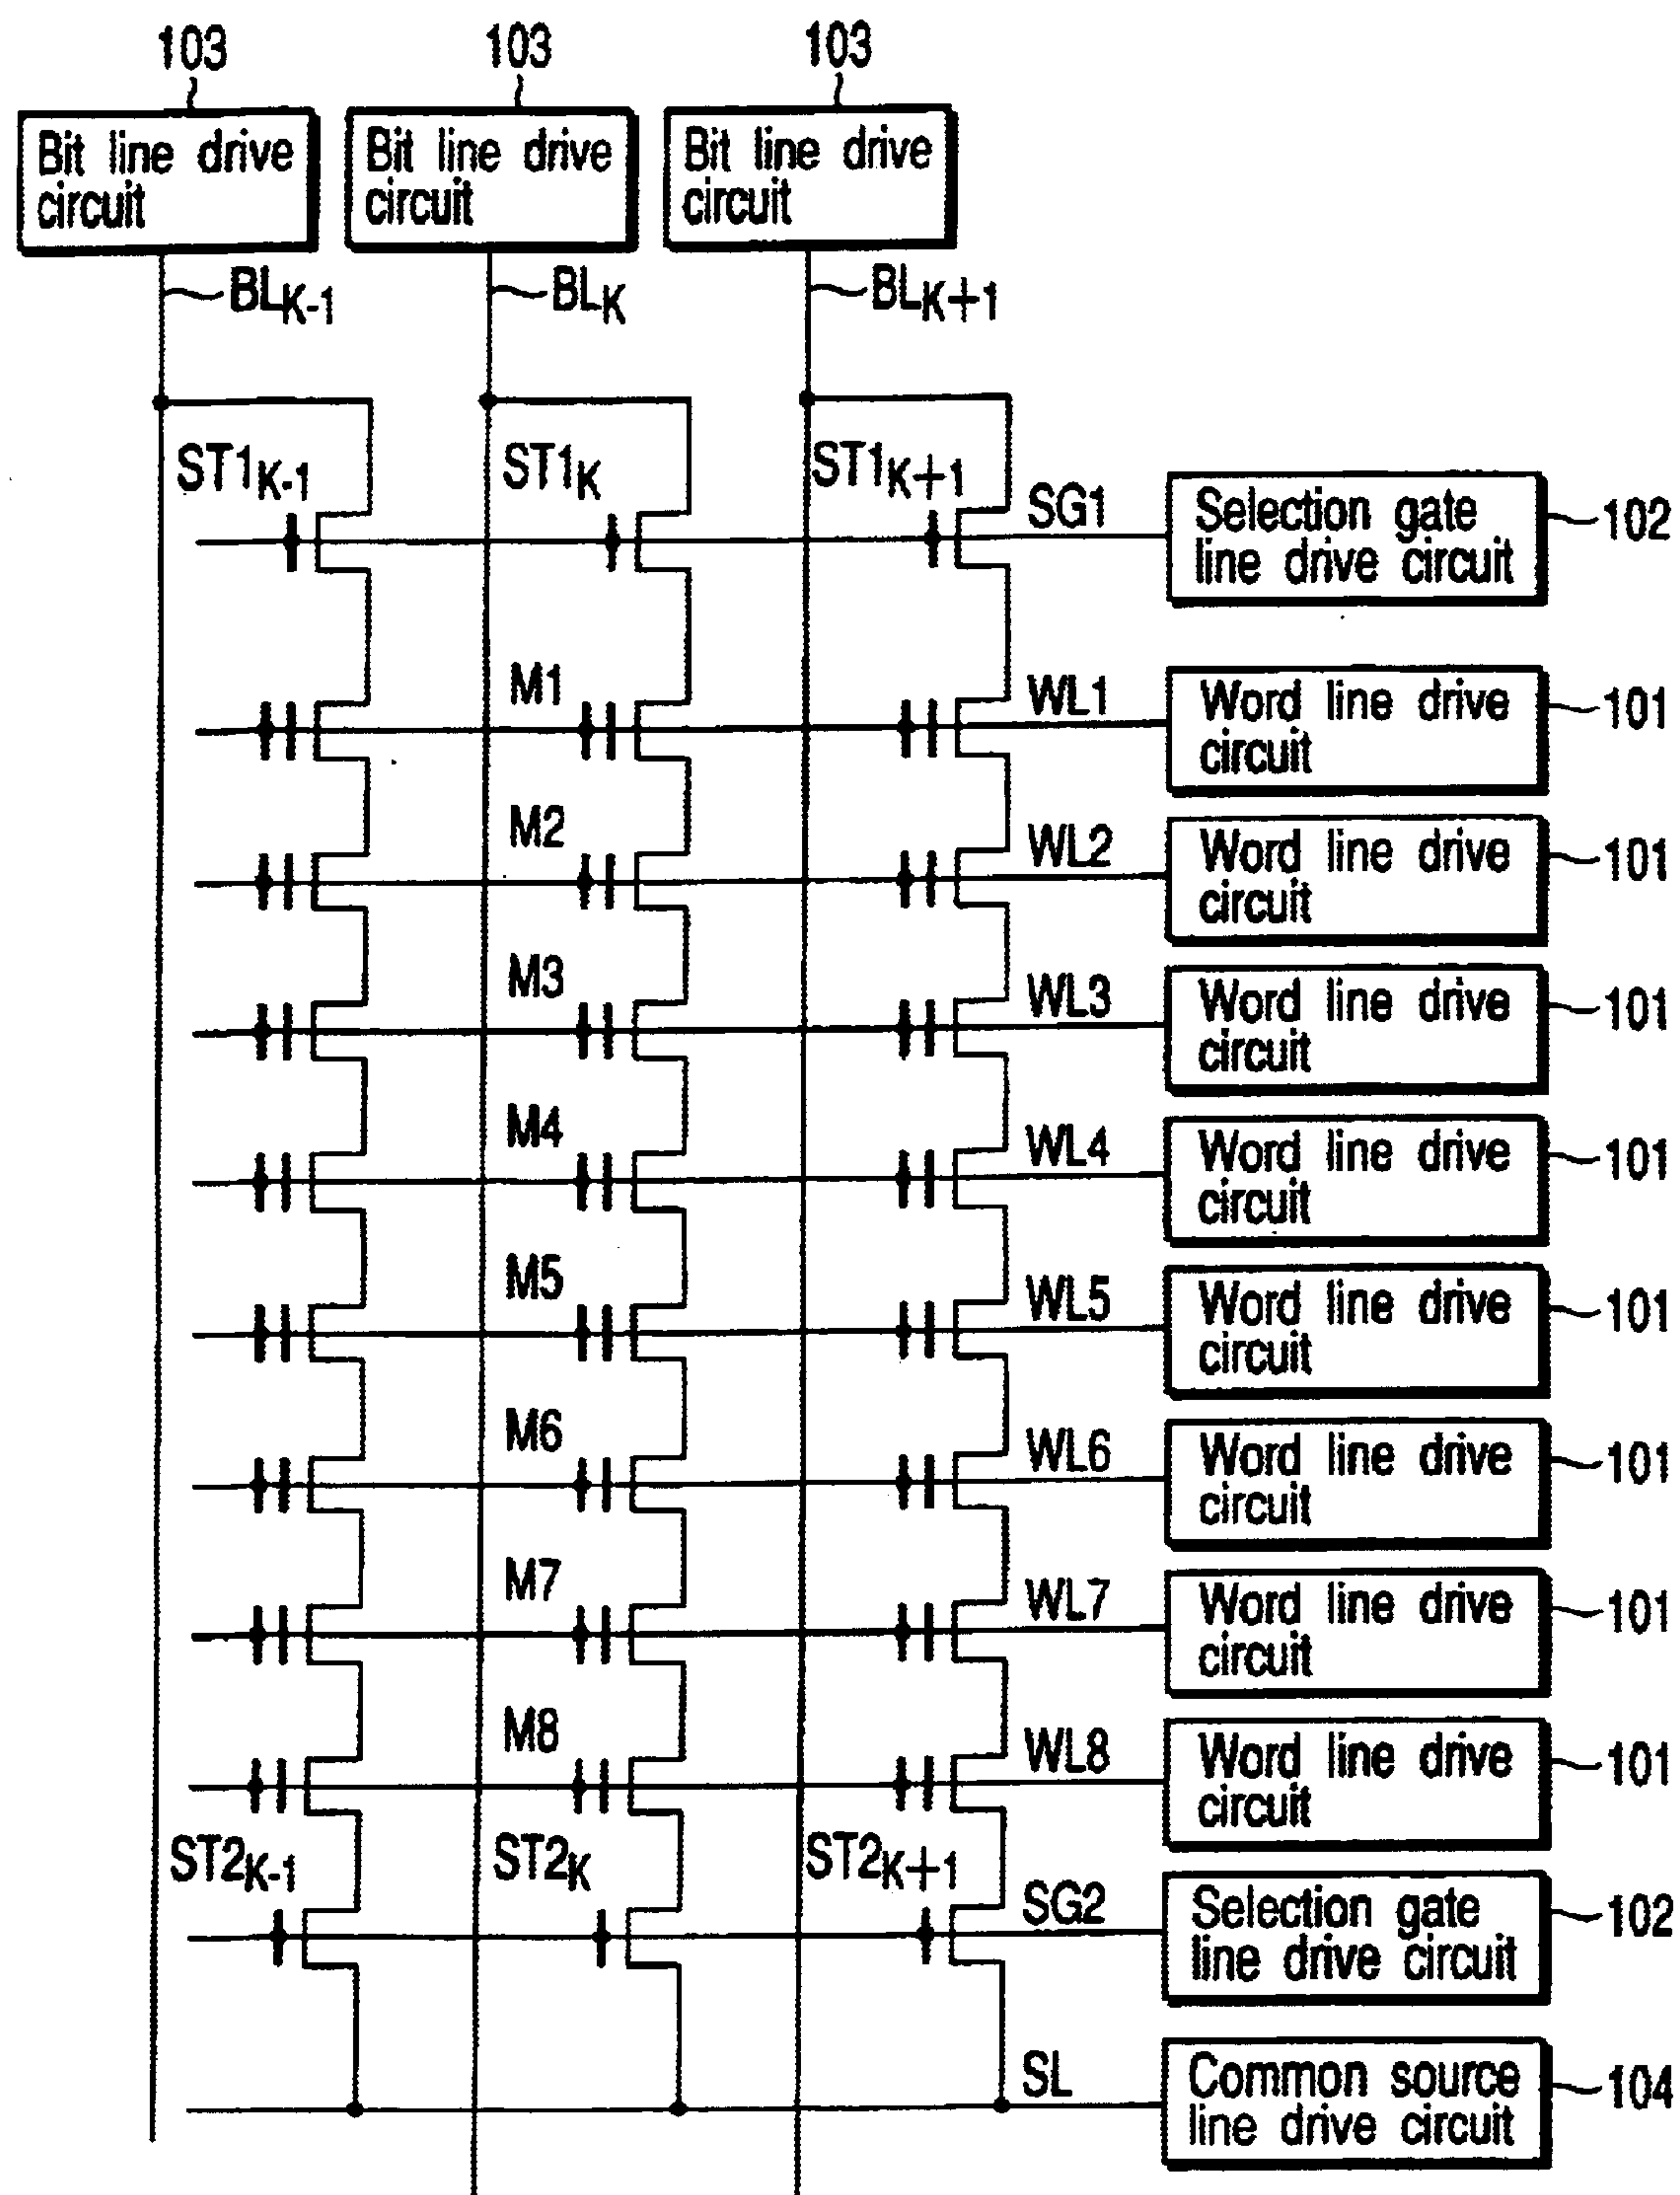 103 103 103
Bit line drive circuit
Bit line drive circuit
Bit line drive circuit
BLK-1 BLK BLK+1
ST1K-1 ST1K ST1K+1 SG1
Selection gate
line drive circuit
102
M1 WL1
Word line drive
circuit
101
M2 WL2
Word line drive
circuit
101
M3 WL3
Word line drive
circuit
101
M4 WL4
Word line drive
circuit
101
M5 WL5
Word line drive
circuit
101
M6 WL6
Word line drive
circuit
101
M7 WL7
Word line drive
circuit
101
M8 WL8
Word line drive
circuit
101
ST2K-1 ST2K ST2K+1 SG2
Selection gate
line drive circuit
102
SL
Common source
line drive circuit
104